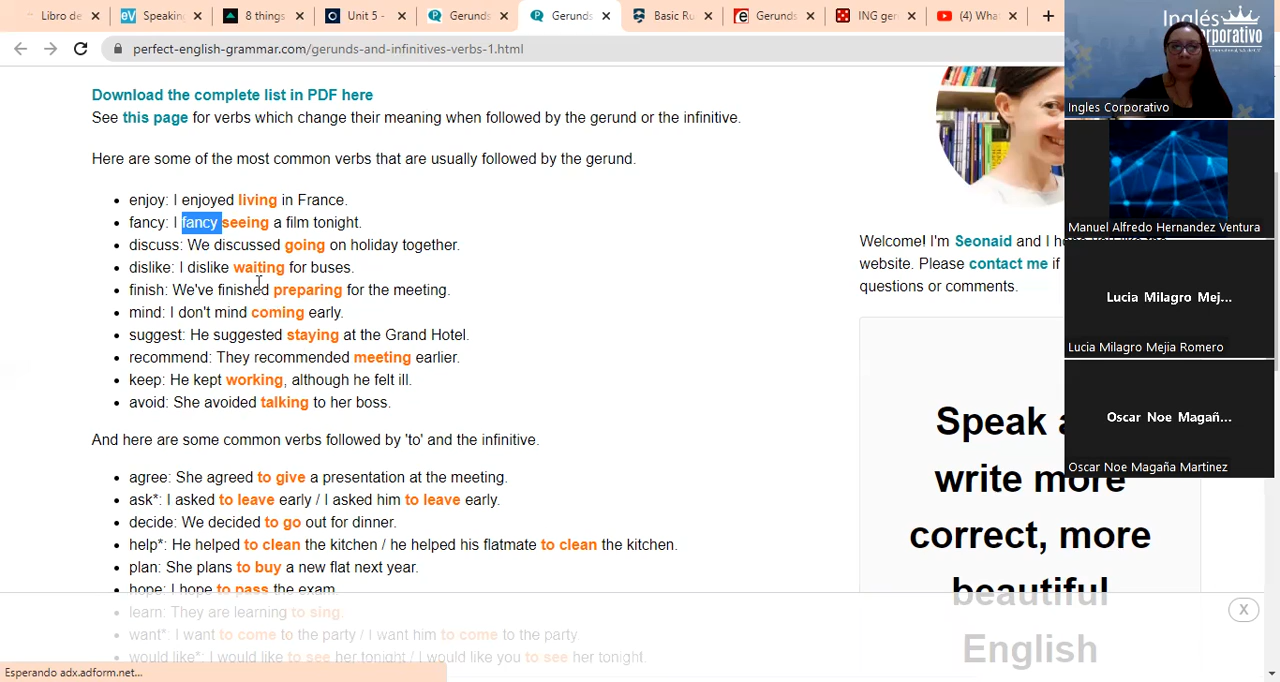 Libro de
Speaking
8 things
Unit 5 -
Gerunds
Gerunds
Basic Ru
Gerunds
ING ger
(4) Wha
perfect-english-grammar.com/gerunds-and-infinitives-verbs-1.html
Download the complete list in PDF here
See this page for verbs which change their meaning when followed by the gerund or the infinitive.
Here are some of the most common verbs that are usually followed by the gerund.
enjoy: I enjoyed living in France.
fancy: I fancy seeing a film tonight.
discuss: We discussed going on holiday together.
dislike: I dislike waiting for buses.
finish: We've finished preparing for the meeting.
mind: I don't mind coming early.
suggest: He suggested staying at the Grand Hotel.
recommend: They recommended meeting earlier.
keep: He kept working, although he felt ill.
avoid: She avoided talking to her boss.
And here are some common verbs followed by 'to' and the infinitive.
agree: She agreed to give a presentation at the meeting.
ask*: I asked to leave early / I asked him to leave early.
decide: We decided to go out for dinner.
help*: He helped to clean the kitchen / he helped his flatmate to clean the kitchen.
plan: She plans to buy a new flat next year.
hope: I hope to pass the exam.
learn: They are learning to sing.
want*: I want to come to the party / I want him to come to the party.
would like*: I would like to see her tonight / I would like you to see her tonight.
Esperando adx.adform.net...
Welcome! I'm Seonaid and I
website. Please contact me if
questions or comments.
Speak
write more
correct, more
beautiful
English
X
Inglés
Corporativo
Ingles Corporativo
Manuel Alfredo Hernandez Ventura
Lucia Milagro Mej...
Lucia Milagro Mejia Romero
Oscar Noe Magañ...
Oscar Noe Magaña Martinez